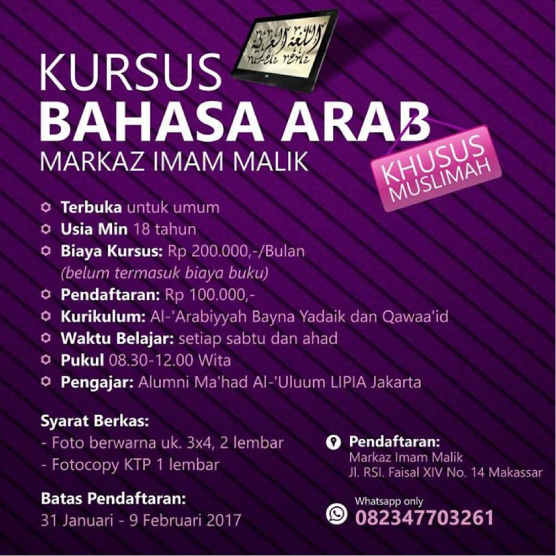 اللغة العربية
KURSUS
BAHASA ARAB
MARKAZ IMAM MALIK
KHUSUS
MUSLIMAH
Terbuka untuk umum
Usia Min 18 tahun
Biaya Kursus: Rp 200.000,-/Bulan
(belum termasuk biaya buku)
Pendaftaran: Rp 100.000,-
Kurikulum: Al-'Arabiyyah Bayna Yadaik dan Qawaa'id
Waktu Belajar: setiap sabtu dan ahad
Pukul 08.30-12.00 Wita
Pengajar: Alumni Ma'had Al-'Uluum LIPIA Jakarta
Syarat Berkas:
- Foto berwarna uk. 3x4, 2 lembar
- Fotocopy KTP 1 lembar
Batas Pendaftaran:
31 Januari - 9 Februari 2017
Pendaftaran:
Markaz Imam Malik
Jl. RSI. Faisal XIV No. 14 Makassar
Whatsapp only
082347703261